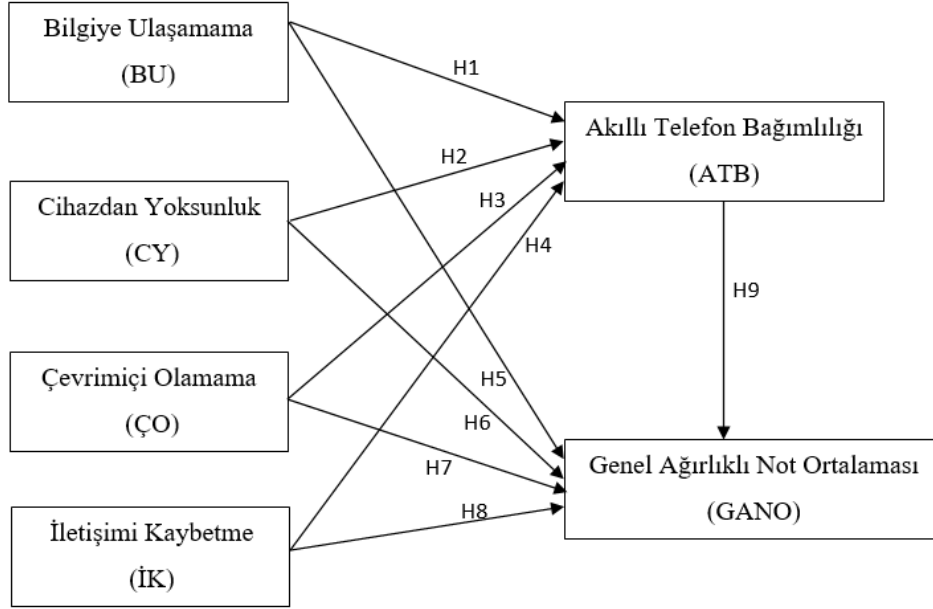 Bilgiye Ulaşamama
(BU)
H1
Akıllı Telefon Bağımlılığı
(ATB)
H2
Cihazdan Yoksunluk
(CY)
H3
H4
H9
Çevrimiçi Olamama
(ÇO)
H5
H6
H7
Genel Ağırlıklı Not Ortalaması
(GANO)
H8
İletişimi Kaybetme
(İK)